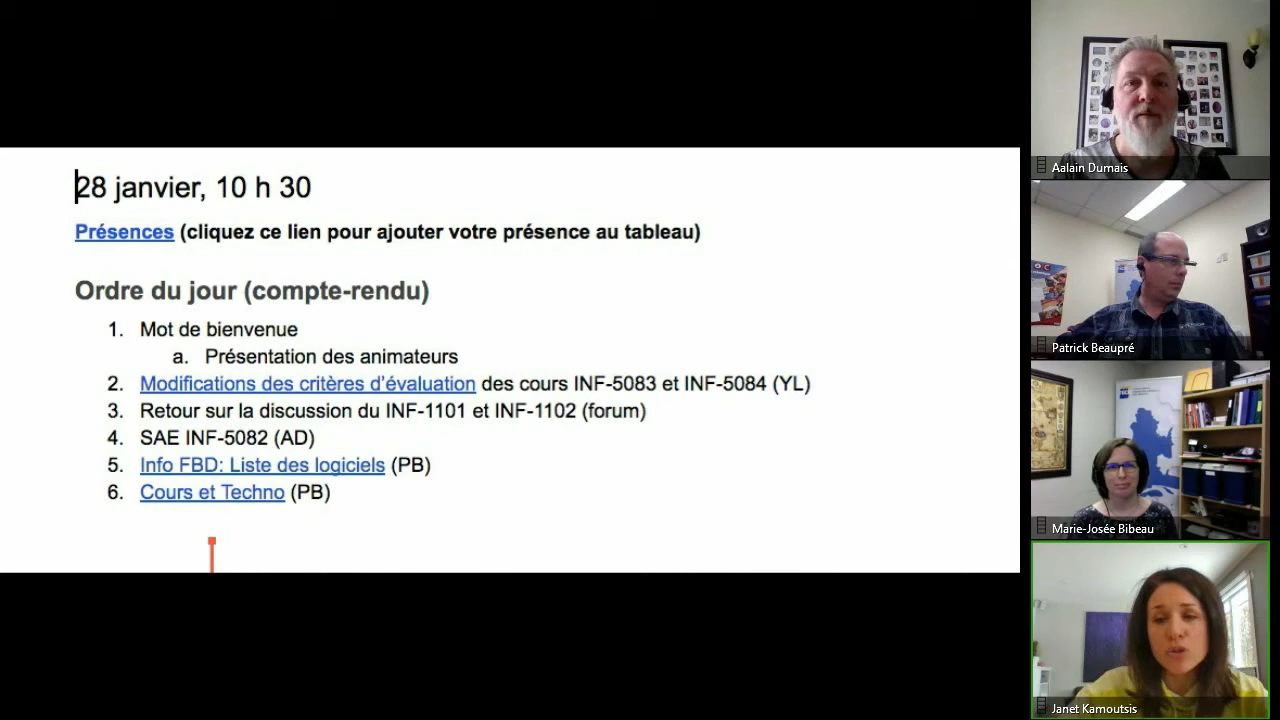 28 janvier, 10 h 30
Présences (cliquez ce lien pour ajouter votre présence au tableau)
Ordre du jour (compte-rendu)
1. Mot de bienvenue
a. Présentation des animateurs
2. Modifications des critères d'évaluation des cours INF-5083 et INF-5084 (YL)
3. Retour sur la discussion du INF-1101 et INF-1102 (forum)
4. SAE INF-5082 (AD)
5. Info FBD: Liste des logiciels (PB)
6. Cours et Techno (PB)
Aalain Dumais
Patrick Beaupré
Marie-Josée Bibeau
Janet Kamoutsis